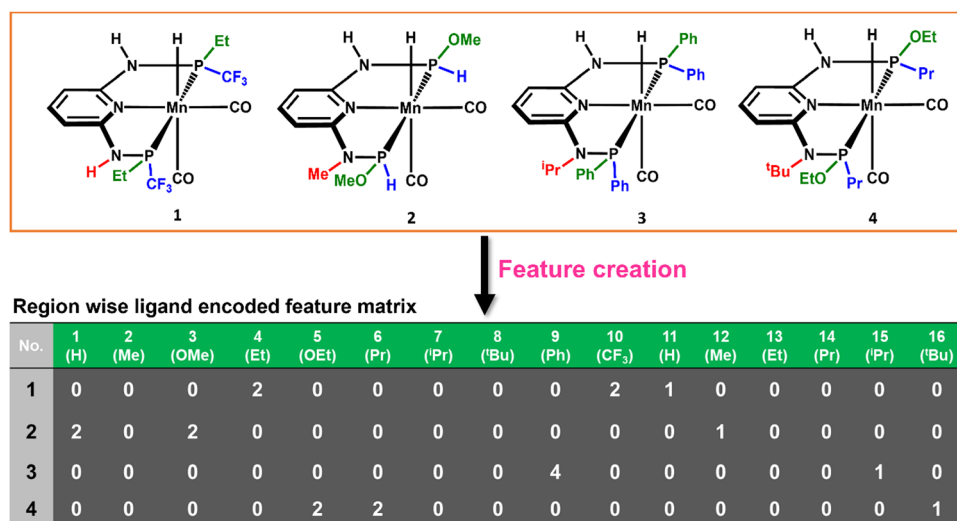 H H Et
N P CF₃
N Mn CO
N P
H Et CF₃ CO
1
H H OMe
N P H
N Mn CO
N P
Me MeO H CO
2
H H Ph
N P Ph
N Mn CO
N P
ⁱPr Ph Ph CO
3
H H OEt
N P Pr
N Mn CO
N P
ᵗBu EtO Pr CO
4
Feature creation
Region wise ligand encoded feature matrix
No. 1 (H) 2 (Me) 3 (OMe) 4 (Et) 5 (OEt) 6 (Pr) 7 (ⁱPr) 8 (ᵗBu) 9 (Ph) 10 (CF₃) 11 (H) 12 (Me) 13 (Et) 14 (Pr) 15 (ⁱPr) 16 (ᵗBu)
1 0 0 0 2 0 0 0 0 0 2 1 0 0 0 0 0
2 2 0 2 0 0 0 0 0 0 0 0 1 0 0 0 0
3 0 0 0 0 0 0 0 0 4 0 0 0 0 0 1 0
4 0 0 0 0 2 2 0 0 0 0 0 0 0 0 0 1